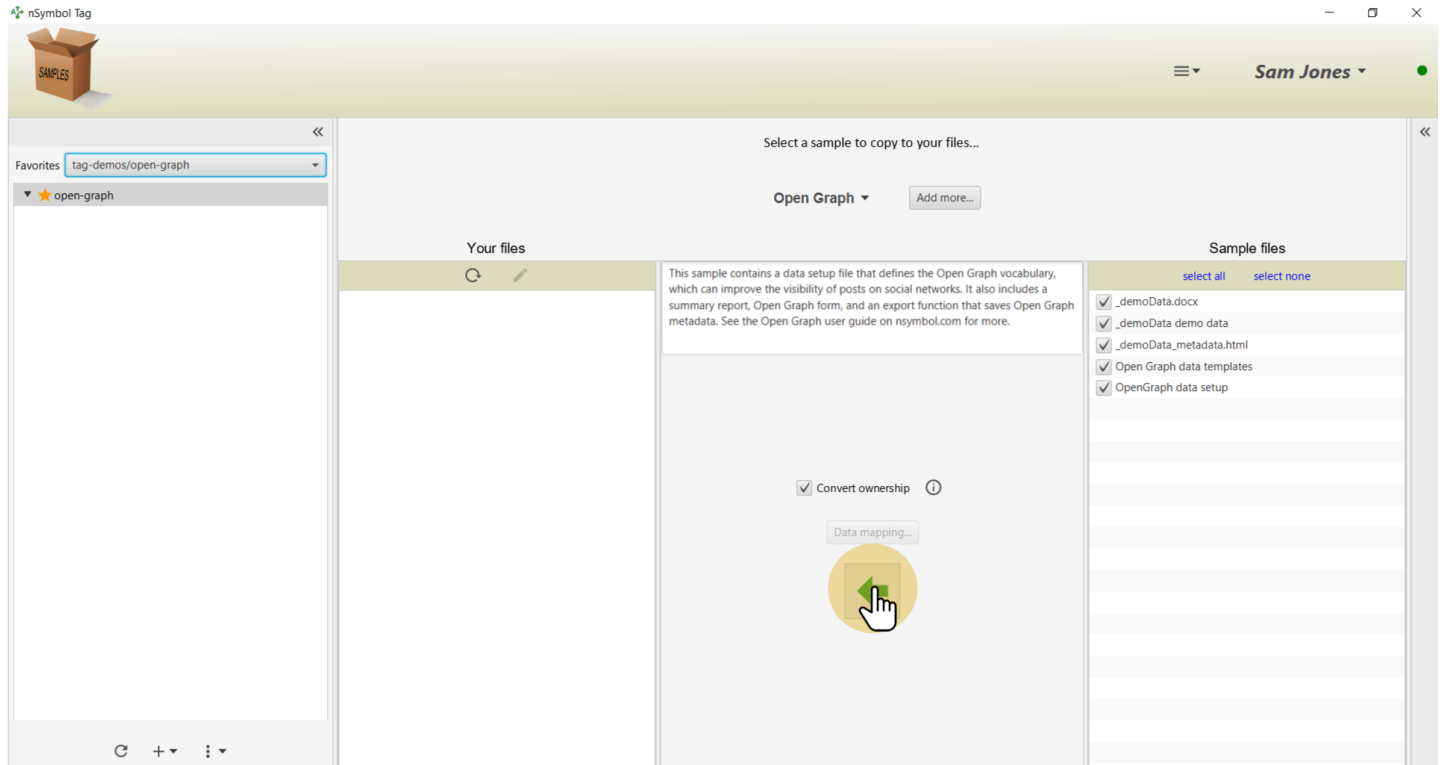 nSymbol Tag
SAMPLES
Sam Jones
Favorites
tag-demos/open-graph
open-graph
Select a sample to copy to your files...
Open Graph
Add more...
Your files
Sample files
This sample contains a data setup file that defines the Open Graph vocabulary,
which can improve the visibility of posts on social networks. It also includes a
summary report, Open Graph form, and an export function that saves Open Graph
metadata. See the Open Graph user guide on nsymbol.com for more.
select all select none
_demoData.docx
_demoData demo data
_demoData_metadata.html
Open Graph data templates
OpenGraph data setup
Convert ownership
Data mapping...